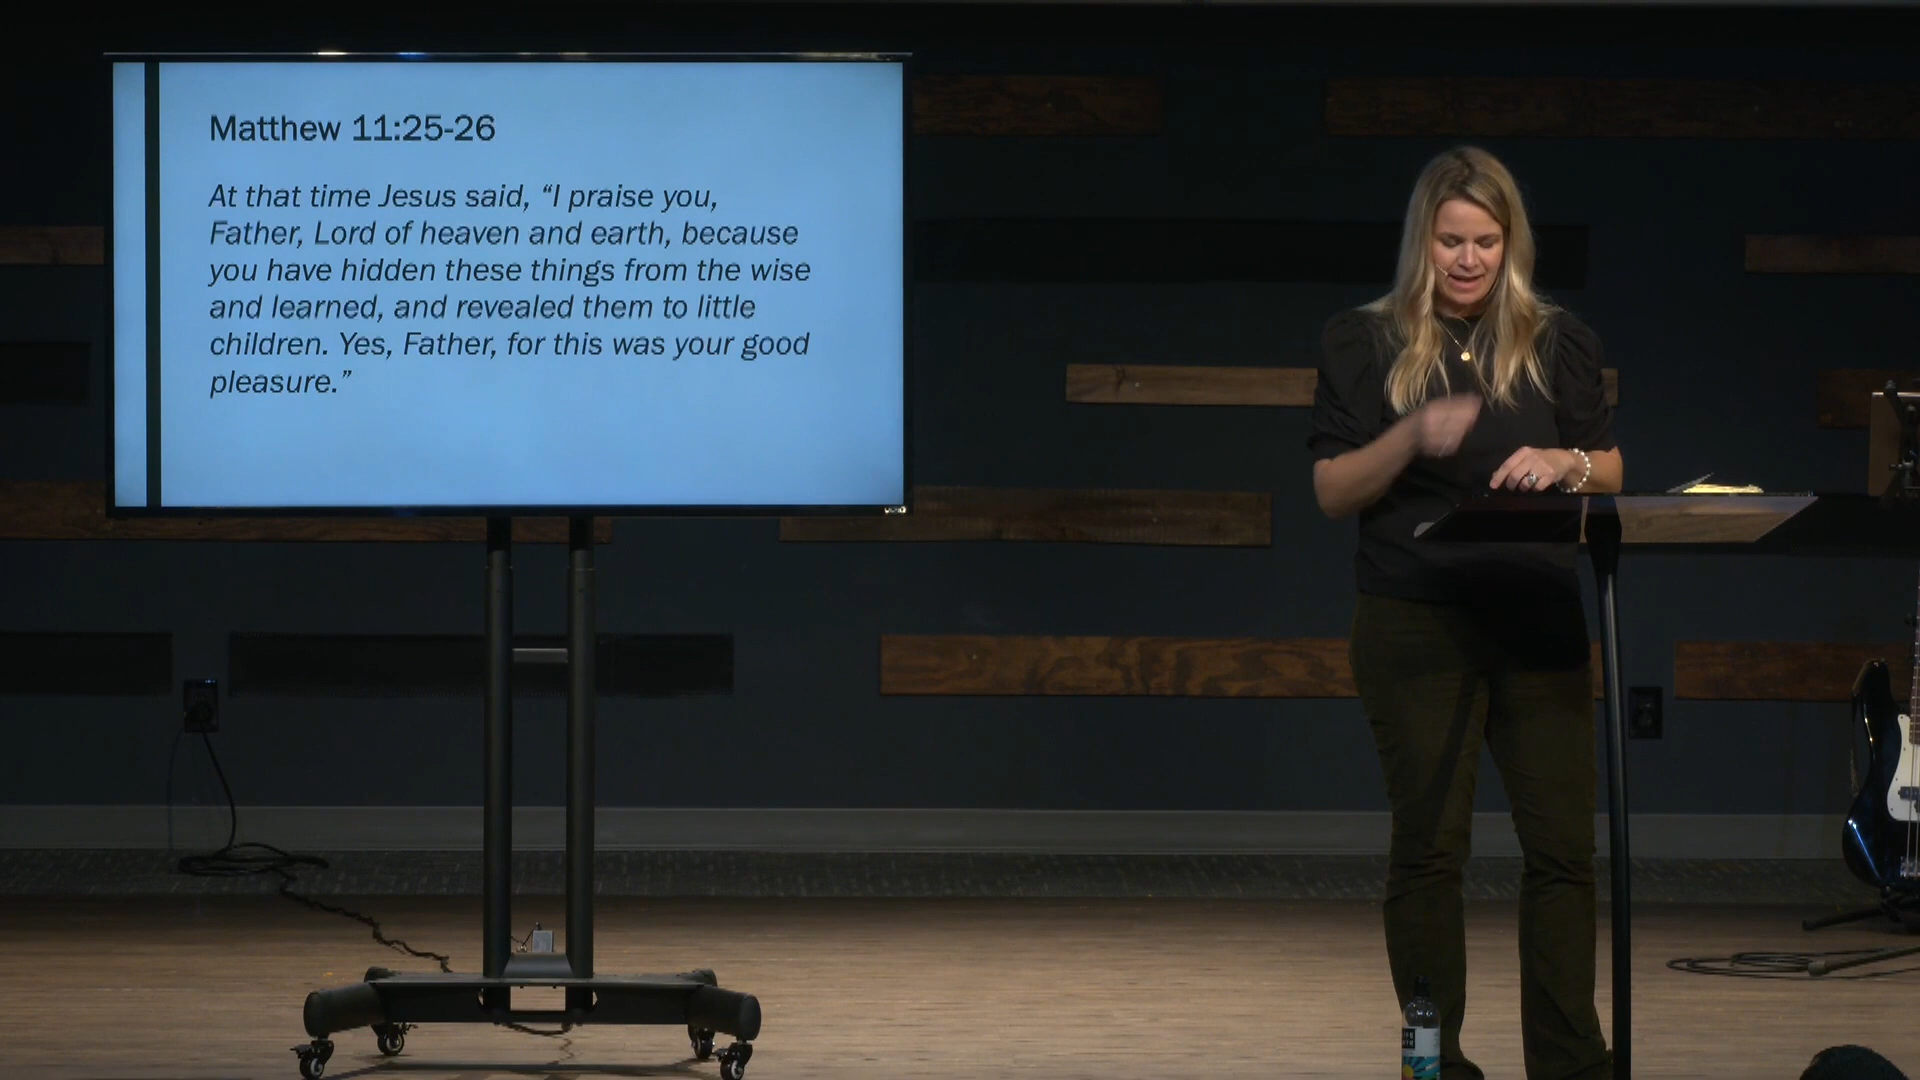 Matthew 11:25-26
At that time Jesus said, “I praise you,
Father, Lord of heaven and earth, because
you have hidden these things from the wise
and learned, and revealed them to little
children. Yes, Father, for this was your good
pleasure.”
VIZIO